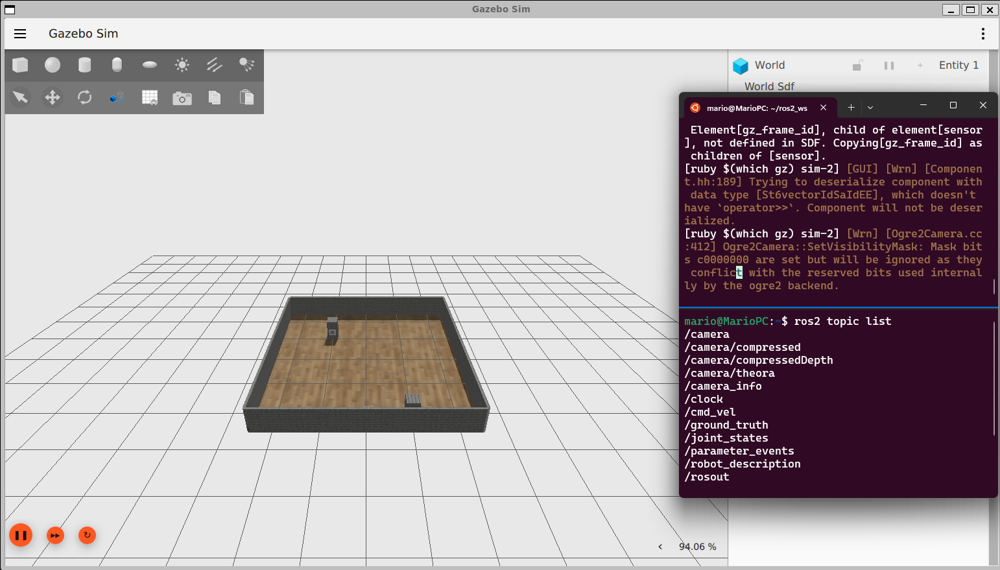 Gazebo Sim
Gazebo Sim
World
Entity 1
World Sdf
mario@MarioPC: ~/ros2_ws
Element[gz_frame_id], child of element[sensor
], not defined in SDF. Copying[gz_frame_id] as
children of [sensor].
[ruby $(which gz) sim-2] [GUI] [Wrn] [Componen
t.hh:189] Trying to deserialize component with
data type [St6vectorIdSaIdEE], which doesn't
have `operator>>`. Component will not be deser
ialized.
[ruby $(which gz) sim-2] [Wrn] [Ogre2Camera.cc
:412] Ogre2Camera::SetVisibilityMask: Mask bit
s c0000000 are set but will be ignored as they
conflict with the reserved bits used internal
ly by the ogre2 backend.
mario@MarioPC:~$ ros2 topic list
/camera
/camera/compressed
/camera/compressedDepth
/camera/theora
/camera_info
/clock
/cmd_vel
/ground_truth
/joint_states
/parameter_events
/robot_description
/rosout
94.06 %